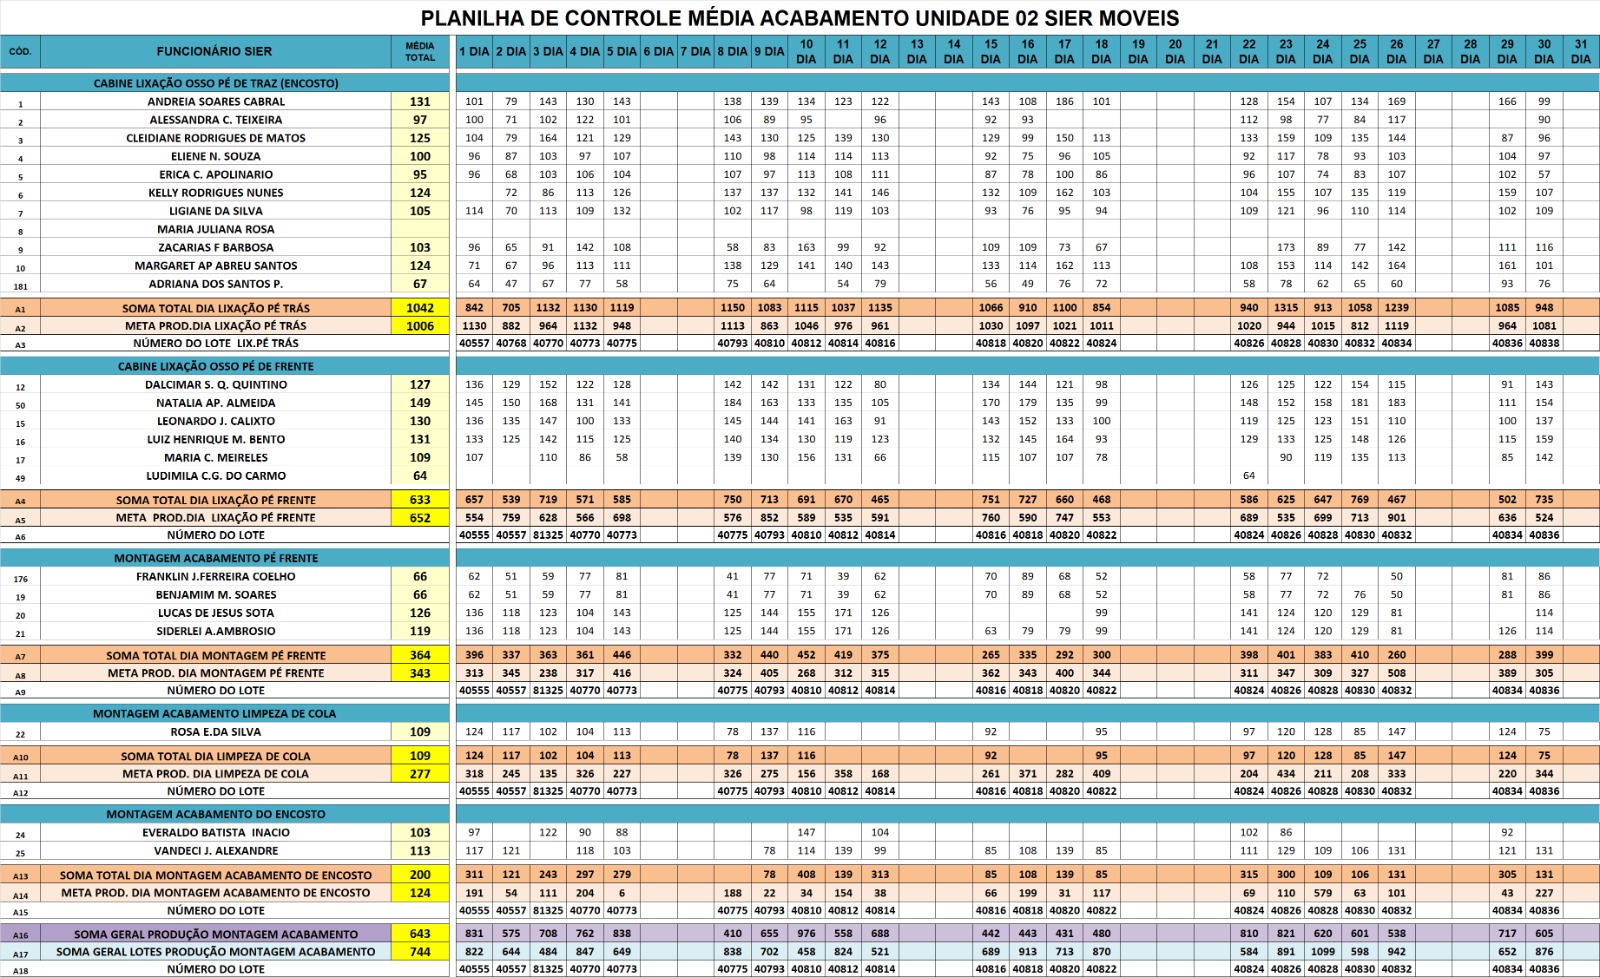 PLANILHA DE CONTROLE MÉDIA ACABAMENTO UNIDADE 02 SIER MOVEIS
CÓD. FUNCIONÁRIO SIER MÉDIA TOTAL 1 DIA 2 DIA 3 DIA 4 DIA 5 DIA 6 DIA 7 DIA 8 DIA 9 DIA 10 DIA 11 DIA 12 DIA 13 DIA 14 DIA 15 DIA 16 DIA 17 DIA 18 DIA 19 DIA 20 DIA 21 DIA 22 DIA 23 DIA 24 DIA 25 DIA 26 DIA 27 DIA 28 DIA 29 DIA 30 DIA 31 DIA
CABINE LIXAÇÃO OSSO PÉ DE TRAZ (ENCOSTO)
1 ANDREIA SOARES CABRAL 131 101 79 143 130 143 138 139 134 123 122 143 108 186 101 128 154 107 134 169 166 99
2 ALESSANDRA C. TEIXEIRA 97 100 71 102 122 101 106 89 95 96 92 93 112 98 77 84 117 90
3 CLEIDIANE RODRIGUES DE MATOS 125 104 79 164 121 129 143 130 125 139 130 129 99 150 113 133 159 109 135 144 87 96
4 ELIENE N. SOUZA 100 96 87 103 97 107 110 98 114 114 113 92 75 96 105 92 117 78 93 103 104 97
5 ERICA C. APOLINARIO 95 96 68 103 106 104 107 97 113 108 111 87 78 100 86 96 107 74 83 107 102 57
6 KELLY RODRIGUES NUNES 124 72 86 113 126 137 137 132 141 146 132 109 162 103 104 155 107 135 119 159 107
7 LIGIANE DA SILVA 105 114 70 113 109 132 102 117 98 119 103 93 76 95 94 109 121 96 110 114 102 109
8 MARIA JULIANA ROSA
9 ZACARIAS F BARBOSA 103 96 65 91 142 108 58 83 163 99 92 109 109 73 67 173 89 77 142 111 116
10 MARGARET AP ABREU SANTOS 124 71 67 96 113 111 138 129 141 140 143 133 114 162 113 108 153 114 142 164 161 101
181 ADRIANA DOS SANTOS P. 67 64 47 67 77 58 75 64 54 79 56 49 76 72 58 78 62 65 60 93 76
A1 SOMA TOTAL DIA LIXAÇÃO PÉ TRÁS 1042 842 705 1132 1130 1119 1150 1083 1115 1037 1135 1066 910 1100 854 940 1315 913 1058 1239 1085 948
A2 META PROD.DIA LIXAÇÃO PÉ TRÁS 1006 1130 882 964 1132 948 1113 863 1046 976 961 1030 1097 1021 1011 1020 944 1015 812 1119 964 1081
A3 NÚMERO DO LOTE LIX.PÉ TRÁS 40557 40768 40770 40773 40775 40793 40810 40812 40814 40816 40818 40820 40822 40824 40826 40828 40830 40832 40834 40836 40838
CABINE LIXAÇÃO OSSO PÉ DE FRENTE
12 DALCIMAR S. Q. QUINTINO 127 136 129 152 122 128 142 142 131 122 80 134 144 121 98 126 125 122 154 115 91 143
50 NATALIA AP. ALMEIDA 149 145 150 168 131 141 184 163 133 135 105 170 179 135 99 148 152 158 181 183 111 154
15 LEONARDO J. CALIXTO 130 136 135 147 100 133 145 144 141 163 91 143 152 133 100 119 125 123 151 110 100 137
16 LUIZ HENRIQUE M. BENTO 131 133 125 142 115 125 140 134 130 119 123 132 145 164 93 129 133 125 148 126 115 159
17 MARIA C. MEIRELES 109 107 110 86 58 139 130 156 131 66 115 107 107 78 90 119 135 113 85 142
49 LUDIMILA C.G. DO CARMO 64 64
A4 SOMA TOTAL DIA LIXAÇÃO PÉ FRENTE 633 657 539 719 571 585 750 713 691 670 465 751 727 660 468 586 625 647 769 467 502 735
A5 META PROD.DIA LIXAÇÃO PÉ FRENTE 652 554 759 628 566 698 576 852 589 535 591 760 590 747 553 689 535 699 713 901 636 524
A6 NÚMERO DO LOTE 40555 40557 81325 40770 40773 40775 40793 40810 40812 40814 40816 40818 40820 40822 40824 40826 40828 40830 40832 40834 40836
MONTAGEM ACABAMENTO PÉ FRENTE
176 FRANKLIN J.FERREIRA COELHO 66 62 51 59 77 81 41 77 71 39 62 70 89 68 52 58 77 72 50 81 86
19 BENJAMIM M. SOARES 66 62 51 59 77 81 41 77 71 39 62 70 89 68 52 58 77 72 76 50 81 86
20 LUCAS DE JESUS SOTA 126 136 118 123 104 143 125 144 155 171 126 99 141 124 120 129 81 114
21 SIDERLEI A.AMBROSIO 119 136 118 123 104 143 125 144 155 171 126 63 79 79 99 141 124 120 129 81 126 114
A7 SOMA TOTAL DIA MONTAGEM PÉ FRENTE 364 396 337 363 361 446 332 440 452 419 375 265 335 292 300 398 401 383 410 260 288 399
A8 META PROD. DIA MONTAGEM PÉ FRENTE 343 313 345 238 317 416 324 405 268 312 315 362 343 400 344 311 347 309 327 508 389 305
A9 NÚMERO DO LOTE 40555 40557 81325 40770 40773 40775 40793 40810 40812 40814 40816 40818 40820 40822 40824 40826 40828 40830 40832 40834 40836
MONTAGEM ACABAMENTO LIMPEZA DE COLA
22 ROSA E.DA SILVA 109 124 117 102 104 113 78 137 116 92 95 97 120 128 85 147 124 75
A10 SOMA TOTAL DIA LIMPEZA DE COLA 109 124 117 102 104 113 78 137 116 92 95 97 120 128 85 147 124 75
A11 META PROD. DIA LIMPEZA DE COLA 277 318 245 135 326 227 326 275 156 358 168 261 371 282 409 204 434 211 208 333 220 344
A12 NÚMERO DO LOTE 40555 40557 81325 40770 40773 40775 40793 40810 40812 40814 40816 40818 40820 40822 40824 40826 40828 40830 40832 40834 40836
MONTAGEM ACABAMENTO DO ENCOSTO
24 EVERALDO BATISTA INACIO 103 97 122 90 88 147 104 102 86 92
25 VANDECI J. ALEXANDRE 113 117 121 118 103 78 114 139 99 85 108 139 85 111 129 109 106 131 121 131
A13 SOMA TOTAL DIA MONTAGEM ACABAMENTO DE ENCOSTO 200 311 121 243 297 279 78 408 139 313 85 108 139 85 315 300 109 106 131 305 131
A14 META PROD. DIA MONTAGEM ACABAMENTO DE ENCOSTO 124 191 54 111 204 6 188 22 34 154 38 66 199 31 117 69 110 579 63 101 43 227
A15 NÚMERO DO LOTE 40555 40557 81325 40770 40773 40775 40793 40810 40812 40814 40816 40818 40820 40822 40824 40826 40828 40830 40832 40834 40836
A16 SOMA GERAL PRODUÇÃO MONTAGEM ACABAMENTO 643 831 575 708 762 838 410 655 976 558 688 442 443 431 480 810 821 620 601 538 717 605
A17 SOMA GERAL LOTES PRODUÇÃO MONTAGEM ACABAMENTO 744 822 644 484 847 649 838 702 458 824 521 689 913 713 870 584 891 1099 598 942 652 876
A18 NÚMERO DO LOTE 40555 40557 81325 40770 40773 40775 40793 40810 40812 40814 40816 40818 40820 40822 40824 40826 40828 40830 40832 40834 40836